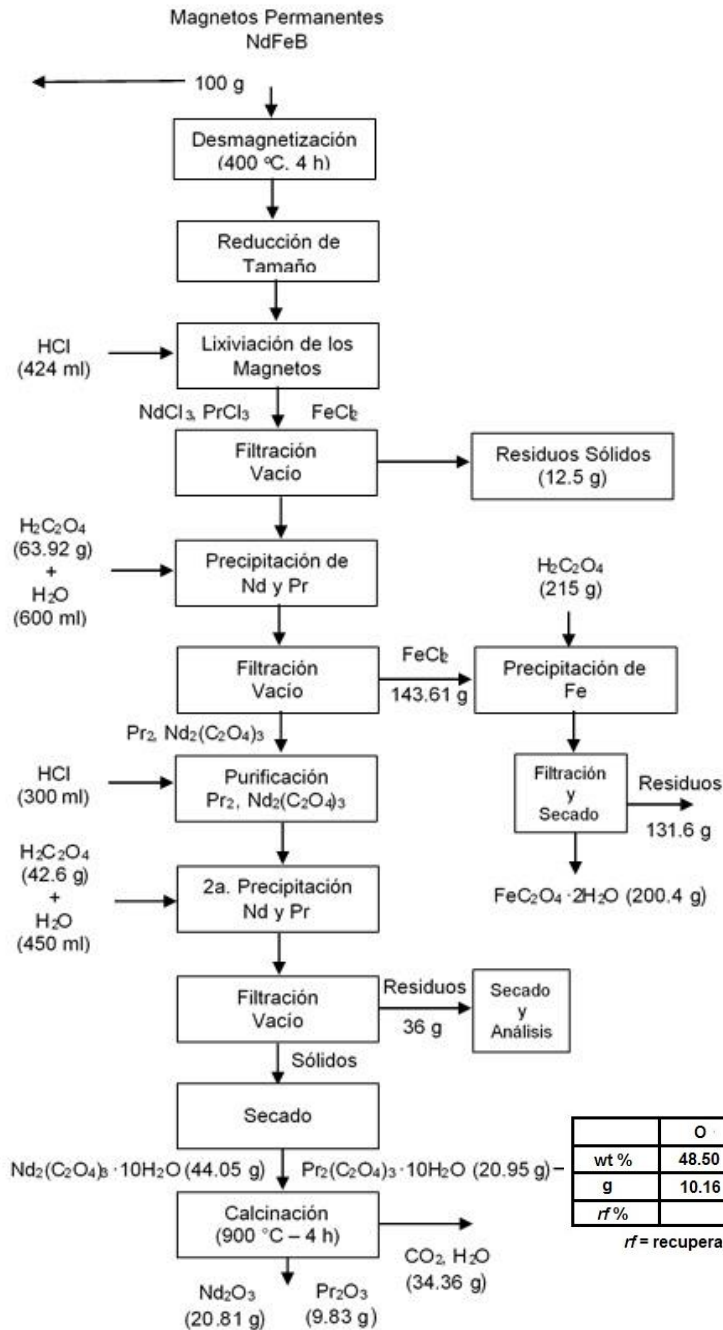 Magnetos Permanentes
NdFeB
100 g
Desmagnetización
(400 °C. 4 h)
Reducción de
Tamaño
HCl
(424 ml)
Lixiviación de los
Magnetos
NdCl3, PrCl3
FeCl2
Filtración
Vacío
Residuos Sólidos
(12.5 g)
H2C2O4
(63.92 g)
+
H2O
(600 ml)
Precipitación de
Nd y Pr
H2C2O4
(215 g)
Filtración
Vacío
FeCl2
143.61 g
Precipitación de
Fe
Pr2, Nd2(C2O4)3
HCl
(300 ml)
Purificación
Pr2, Nd2(C2O4)3
Filtración
y
Secado
Residuos
131.6 g
H2C2O4
(42.6 g)
+
H2O
(450 ml)
2a. Precipitación
Nd y Pr
FeC2O4·2H2O (200.4 g)
Filtración
Vacío
Residuos
36 g
Secado
y
Análisis
Sólidos
Secado
Nd2(C2O4)3·10H2O (44.05 g)
Pr2(C2O4)3·10H2O (20.95 g)
O
wt % 48.50
g 10.16
rf %
rf = recupera
Calcinación
(900 °C – 4 h)
CO2, H2O
(34.36 g)
Nd2O3
(20.81 g)
Pr2O3
(9.83 g)